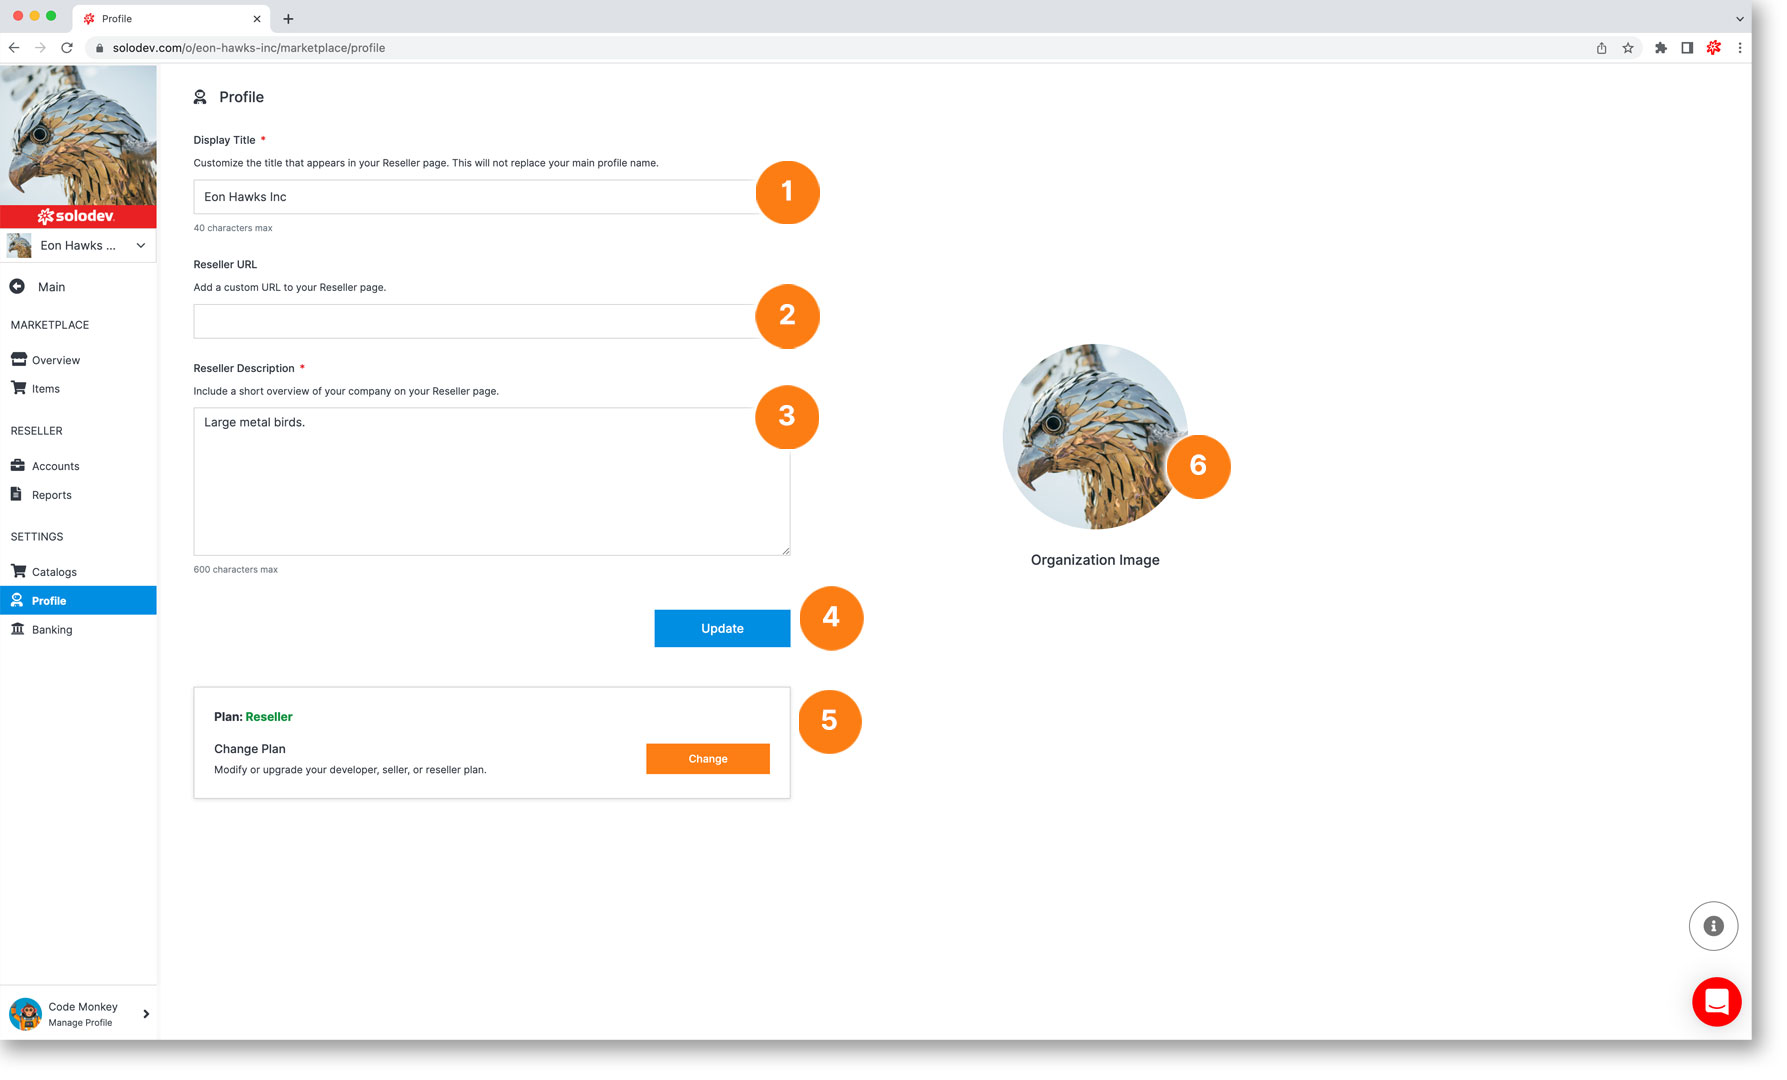 Profile
solodev.com/o/eon-hawks-inc/marketplace/profile
solodev
Eon Hawks ...
Main
MARKETPLACE
Overview
Items
RESELLER
Accounts
Reports
SETTINGS
Catalogs
Profile
Banking
Code Monkey
Manage Profile
Profile
Display Title *
Customize the title that appears in your Reseller page. This will not replace your main profile name.
Eon Hawks Inc
1
40 characters max
Reseller URL
Add a custom URL to your Reseller page.
2
Reseller Description *
Include a short overview of your company on your Reseller page.
Large metal birds.
3
600 characters max
Update
4
Plan: Reseller
5
Change Plan
Modify or upgrade your developer, seller, or reseller plan.
Change
6
Organization Image